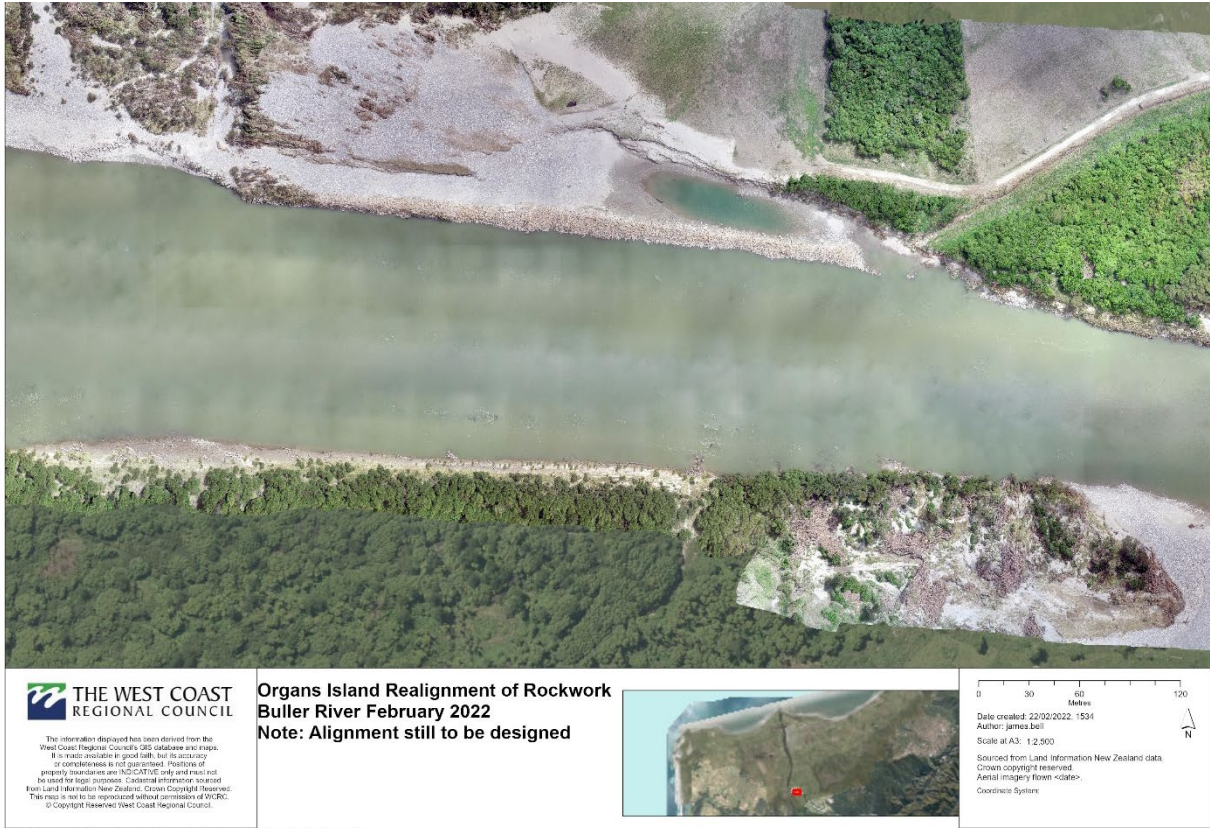 THE WEST COAST
REGIONAL COUNCIL
The information displayed has been derived from the
West Coast Regional Council's GIS database and maps.
It is made available in good faith, but its accuracy
or completeness is not guaranteed. Positions of
property boundaries are INDICATIVE only and must not
be used for legal purposes. Cadastral information sourced
from Land Information New Zealand. Crown Copyright Reserved.
This map is not to be reproduced without permission of WCRC.
© Copyright Reserved West Coast Regional Council.
Organs Island Realignment of Rockwork
Buller River February 2022
Note: Alignment still to be designed
0 30 60 120
Metres
Date created: 22/02/2022, 1534
Author: james.bell
Scale at A3: 1:2,500
N
Sourced from Land Information New Zealand data.
Crown copyright reserved.
Aerial imagery flown <date>.
Coordinate System: